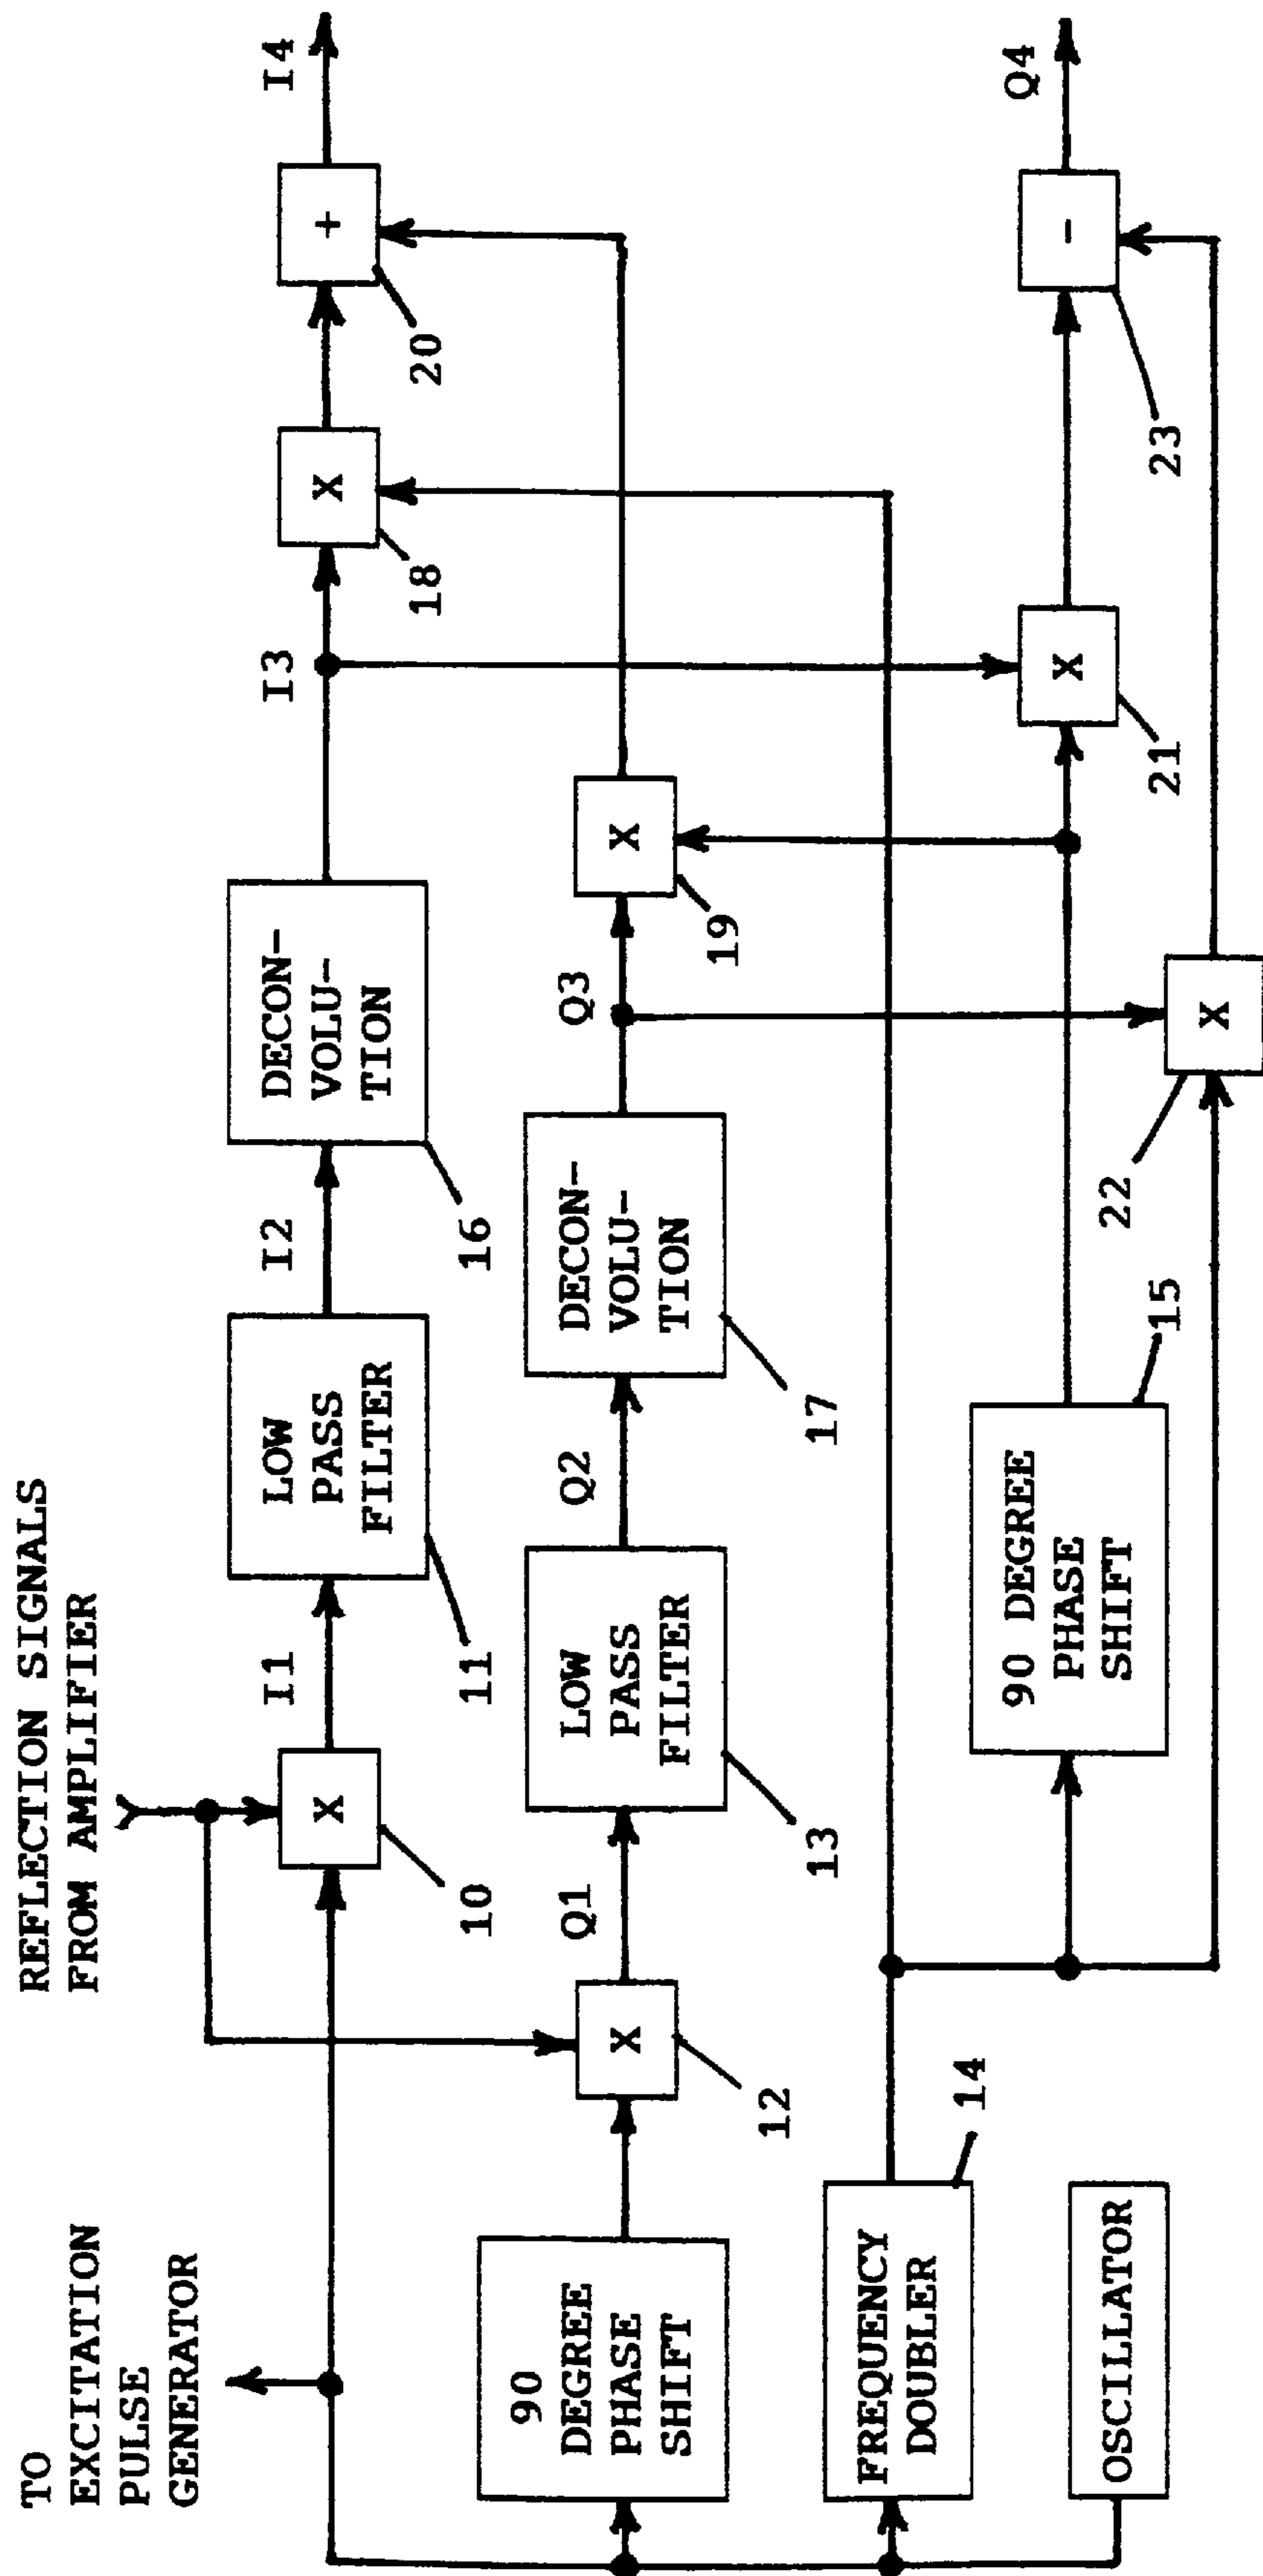 TO
EXCITATION
PULSE
GENERATOR
REFLECTION SIGNALS
FROM AMPLIFIER
X
10
I1
LOW
PASS
FILTER
11
I2
DECON-
VOLU-
TION
16
I3
X
18
+
20
I4
90
DEGREE
PHASE
SHIFT
X
12
Q1
LOW
PASS
FILTER
13
Q2
DECON-
VOLU-
TION
17
Q3
X
19
FREQUENCY
DOUBLER
14
OSCILLATOR
90 DEGREE
PHASE
SHIFT
15
X
21
-
23
Q4
X
22